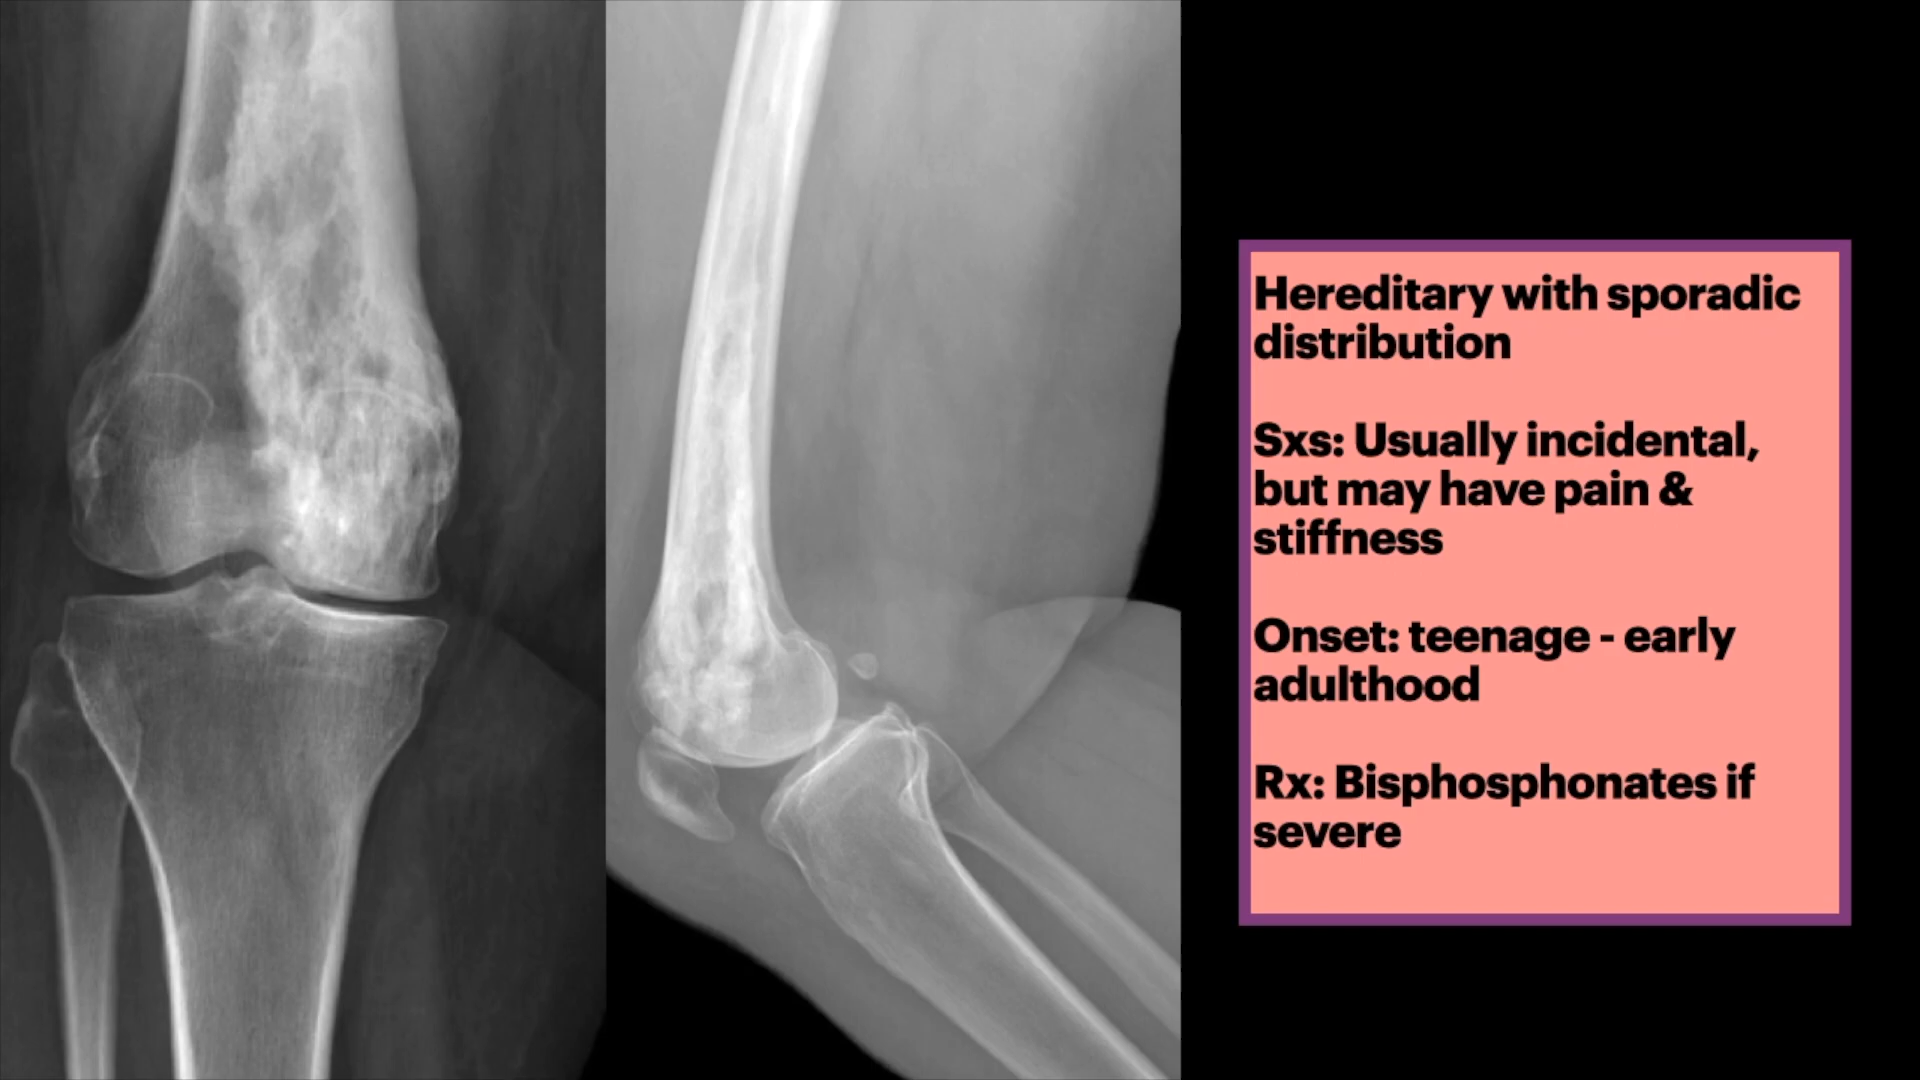 Hereditary with sporadic
distribution
Sxs: Usually incidental,
but may have pain &
stiffness
Onset: teenage - early
adulthood
Rx: Bisphosphonates if
severe